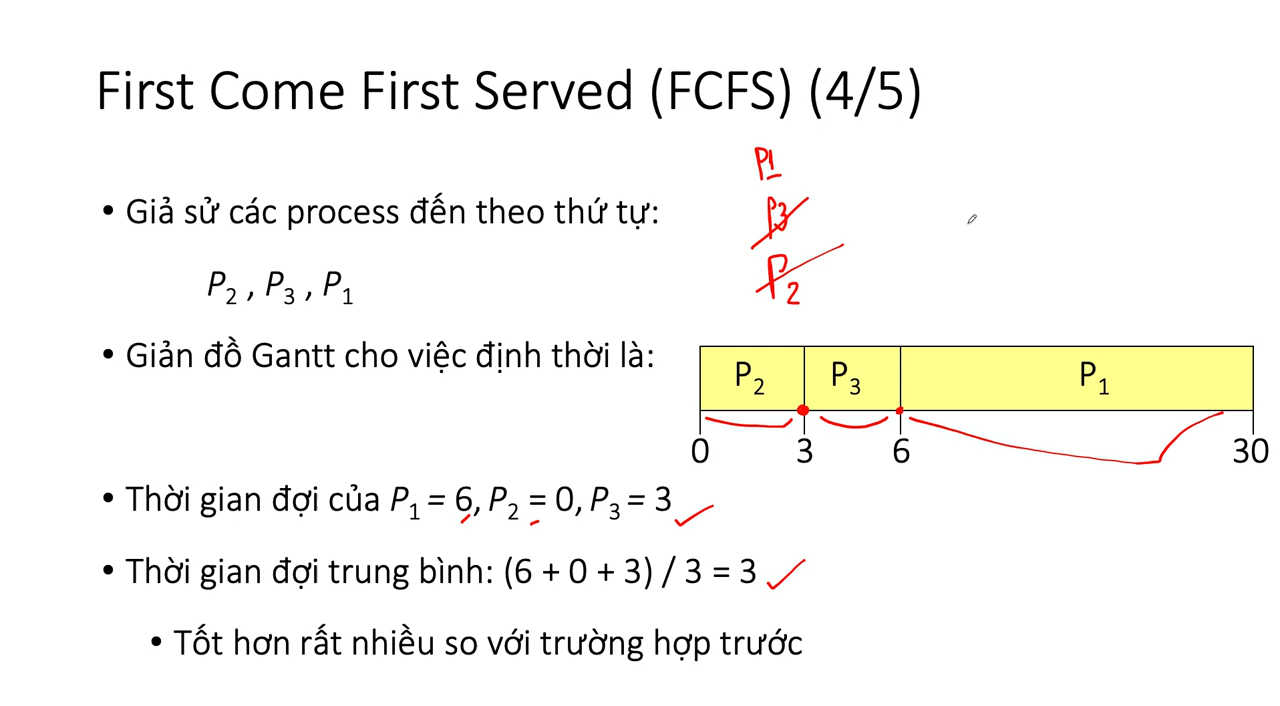 First Come First Served (FCFS) (4/5)
P1
• Giả sử các process đến theo thứ tự:
P3
P2 , P3 , P1
P2
• Giản đồ Gantt cho việc định thời là:
P2 P3 P1
0 3 6 30
• Thời gian đợi của P1 = 6, P2 = 0, P3 = 3
• Thời gian đợi trung bình: (6 + 0 + 3) / 3 = 3
• Tốt hơn rất nhiều so với trường hợp trước